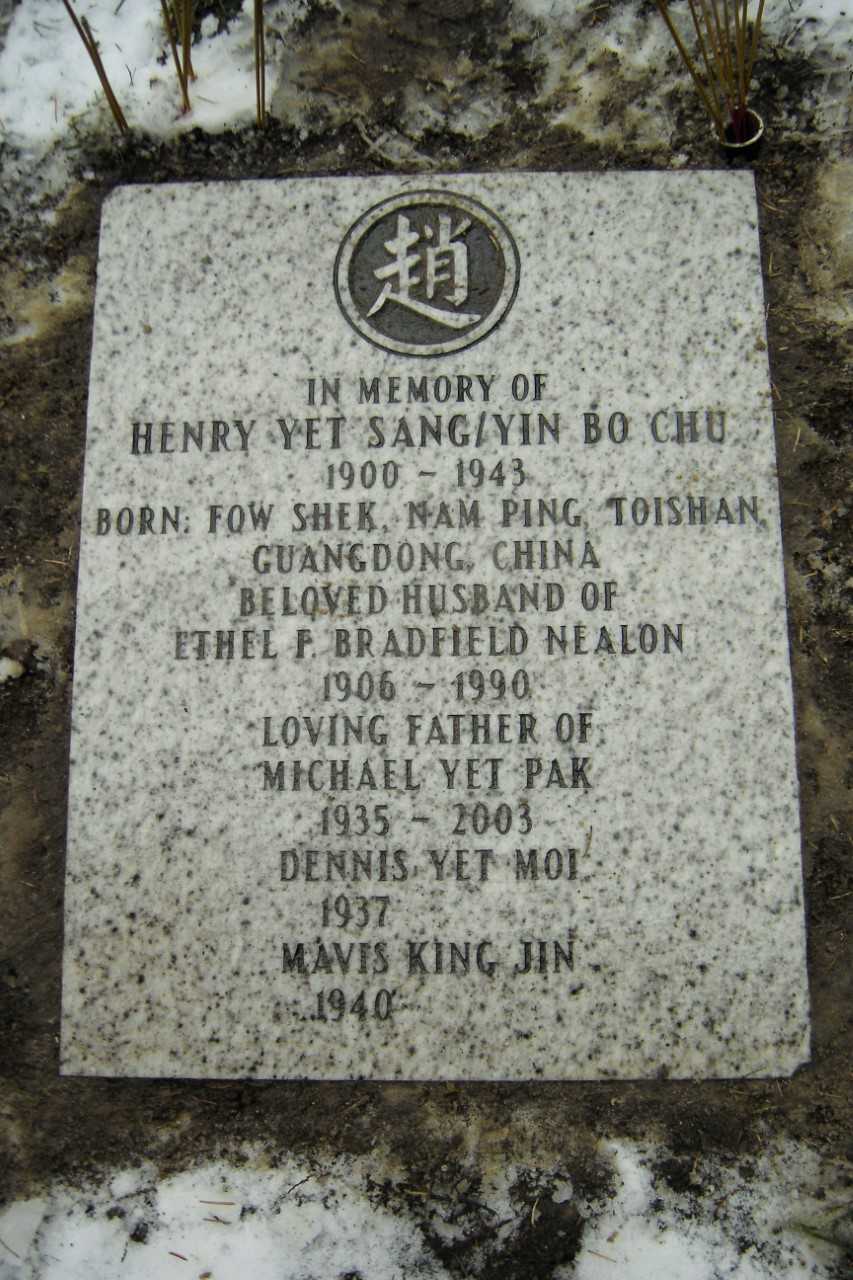 趙
IN MEMORY OF
HENRY YET SANG/YIN BO CHU
1900 - 1943
BORN: FOW SHEK, NAM PING, TOISHAN,
GUANGDONG, CHINA
BELOVED HUSBAND OF
ETHEL F. BRADFIELD NEALON
1906 - 1990
LOVING FATHER OF
MICHAEL YET PAK
1935 - 2003
DENNIS YET MOI
1937
MAVIS KING JIN
1940